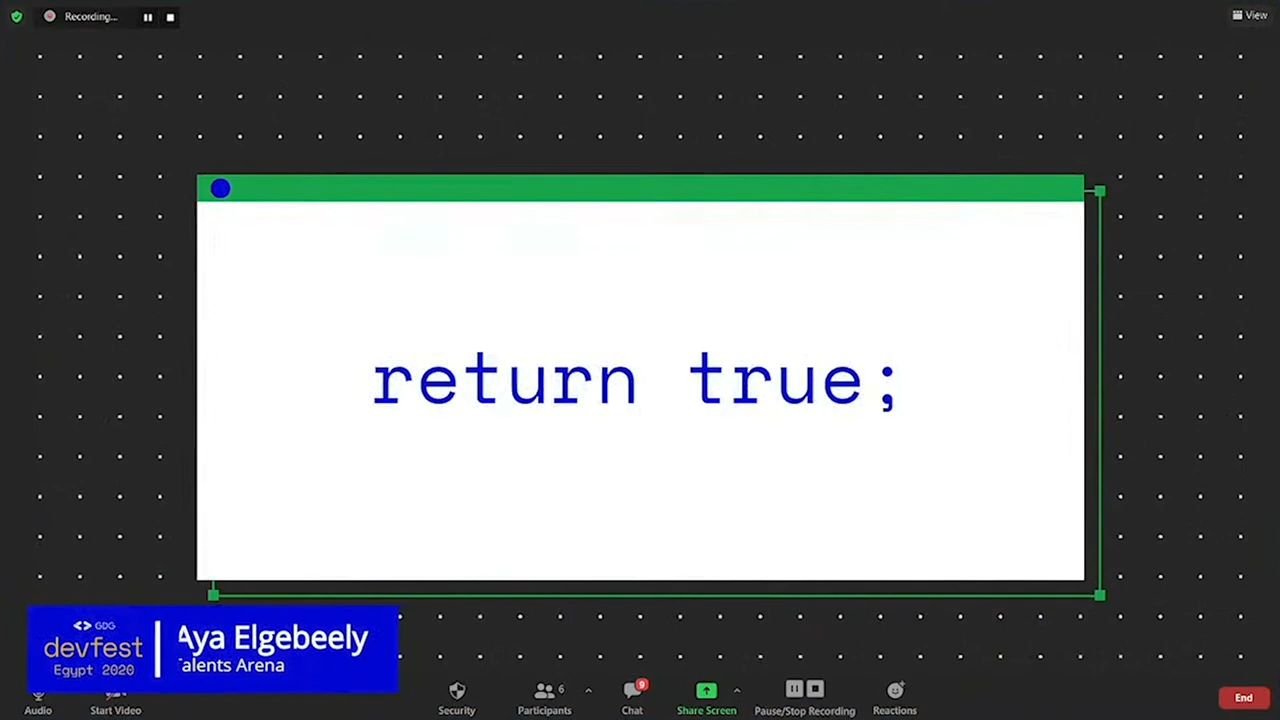 Recording...
View
return true;
GDG
devfest
Egypt 2020
Aya Elgebeely
alents Arena
6
9
Audio
Start Video
Security
Participants
Chat
Share Screen
Pause/Stop Recording
Reactions
End